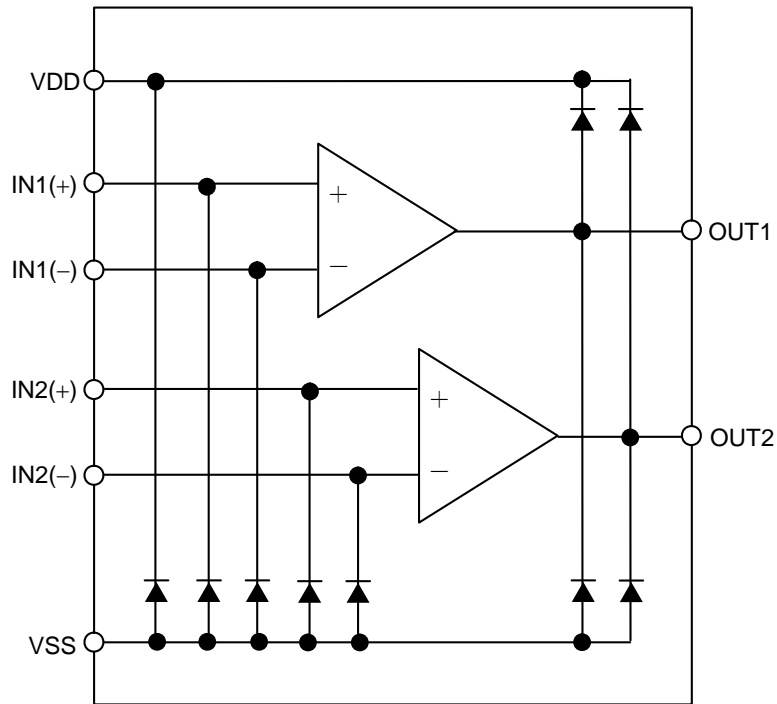 VDD
IN1(+)
+
OUT1
IN1(−)
−
IN2(+)
+
OUT2
IN2(−)
−
VSS